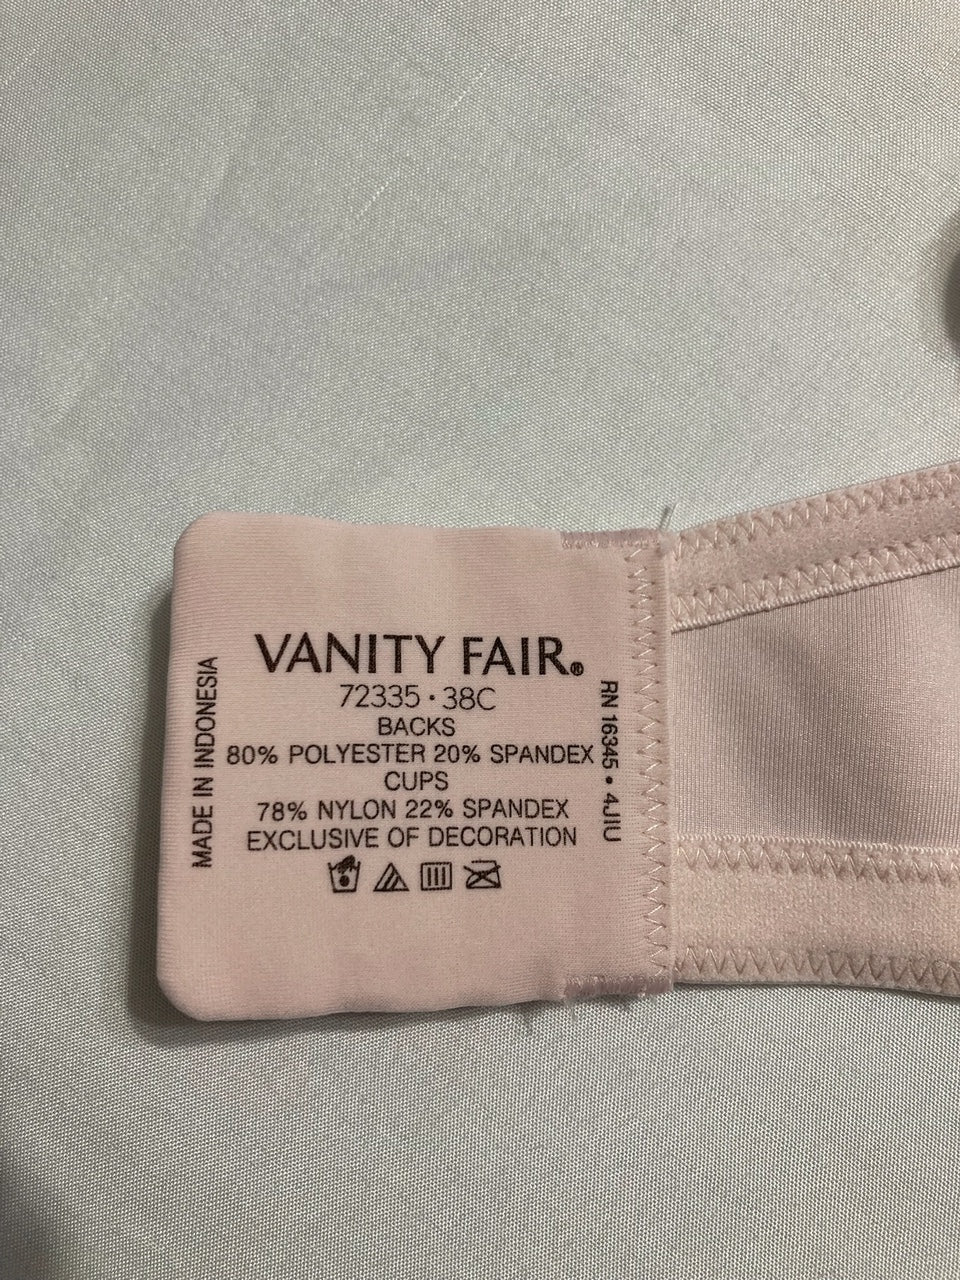 VANITY FAIR®
72335 • 38C
BACKS
80% POLYESTER 20% SPANDEX
CUPS
78% NYLON 22% SPANDEX
EXCLUSIVE OF DECORATION
MADE IN INDONESIA
RN 16345 • 4JIU